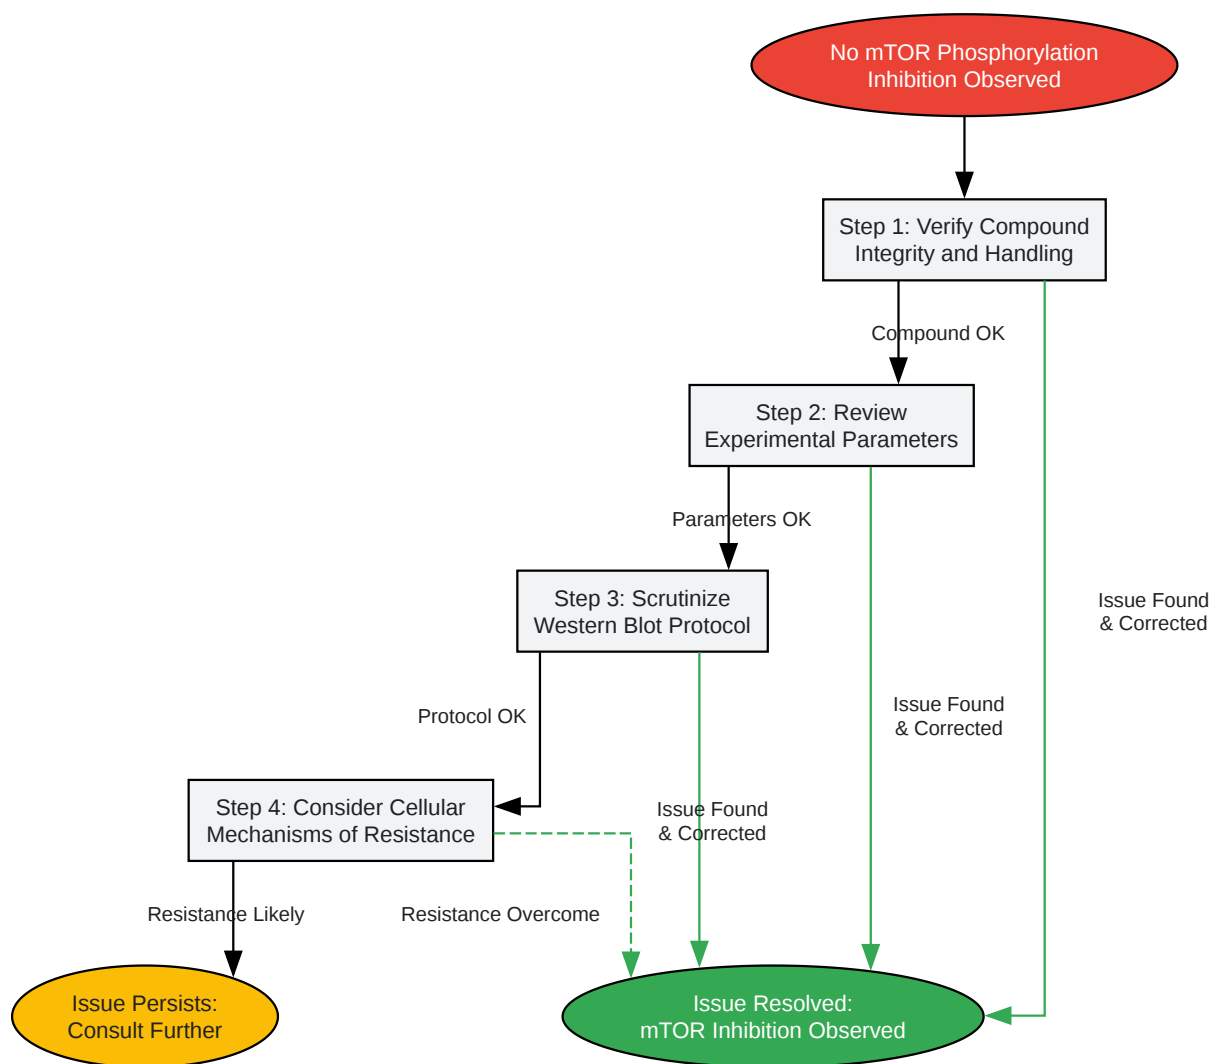 No mTOR Phosphorylation
Inhibition Observed
Step 1: Verify Compound
Integrity and Handling
Compound OK
Step 2: Review
Experimental Parameters
Parameters OK
Step 3: Scrutinize
Western Blot Protocol
Issue Found
& Corrected
Issue Found
& Corrected
Protocol OK
Step 4: Consider Cellular
Mechanisms of Resistance
Issue Found
& Corrected
Resistance Likely
Resistance Overcome
Issue Persists:
Consult Further
Issue Resolved:
mTOR Inhibition Observed